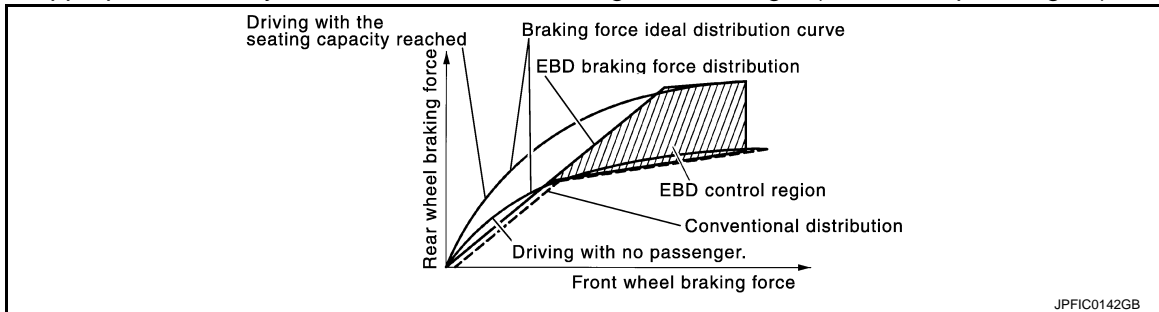 Driving with the
seating capacity reached
Braking force ideal distribution curve
EBD braking force distribution
Rear wheel braking force
EBD control region
Conventional distribution
Driving with no passenger.
Front wheel braking force
JPFIC0142GB